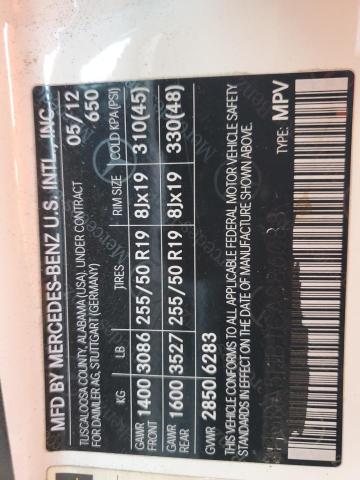 MFD BY MERCEDES-BENZ U.S. INTL., INC.
TUSCALOOSA COUNTY, ALABAMA (USA), UNDER CONTRACT 05/12
FOR DAIMLER AG, STUTTGART (GERMANY) 650
KG LB TIRES RIM SIZE COLD KPA (PSI)
GAWR FRONT 1400 3086 255/50 R19 8Jx19 310(45)
GAWR REAR 1600 3527 255/50 R19 8Jx19 330(48)
GVWR 2850 6283
THIS VEHICLE CONFORMS TO ALL APPLICABLE FEDERAL MOTOR VEHICLE SAFETY
STANDARDS IN EFFECT ON THE DATE OF MANUFACTURE SHOWN ABOVE.
TYPE: MPV